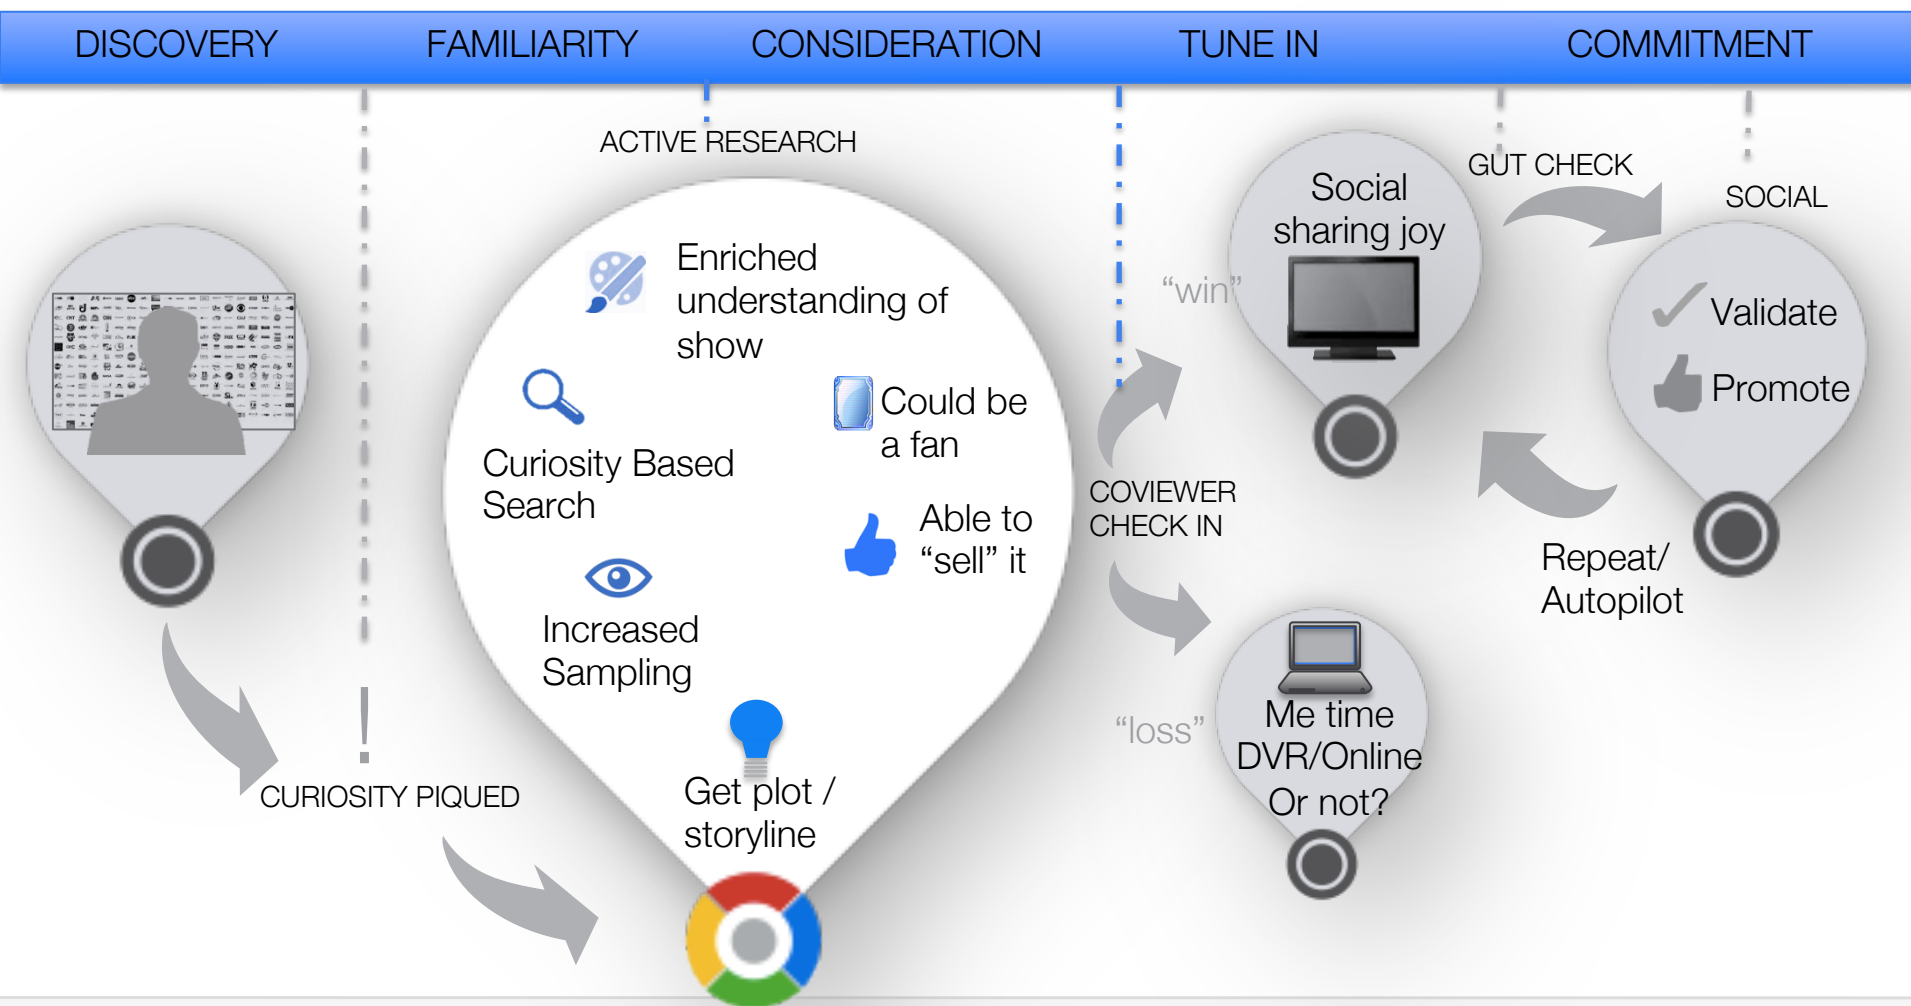 DISCOVERY
FAMILIARITY
CONSIDERATION
TUNE IN
COMMITMENT
ACTIVE RESEARCH
Enriched
understanding of
show
Curiosity Based
Search
Could be
a fan
Able to
“sell” it
Increased
Sampling
Get plot /
storyline
CURIOSITY PIQUED
COVIEWER
CHECK IN
“win”
Social
sharing joy
“loss”
Me time
DVR/Online
Or not?
GUT CHECK
SOCIAL
Validate
Promote
Repeat/
Autopilot